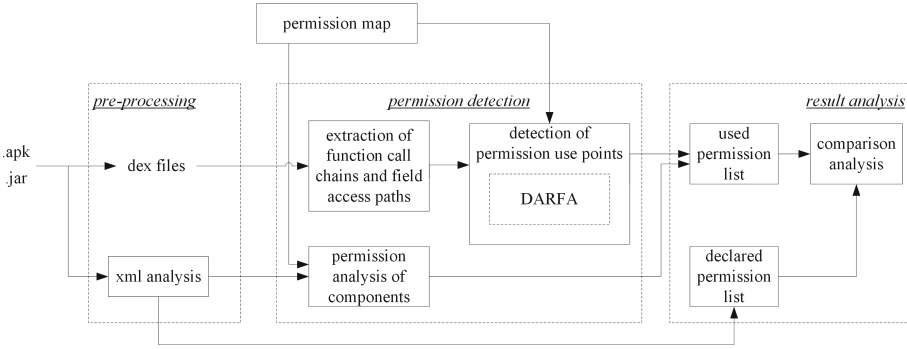 permission map
pre-processing
permission detection
result analysis
.apk
.jar
dex files
extraction of
function call
chains and field
access paths
detection of
permission use points
DARFA
used
permission
list
comparison
analysis
xml analysis
permission
analysis of
components
declared
permission
list